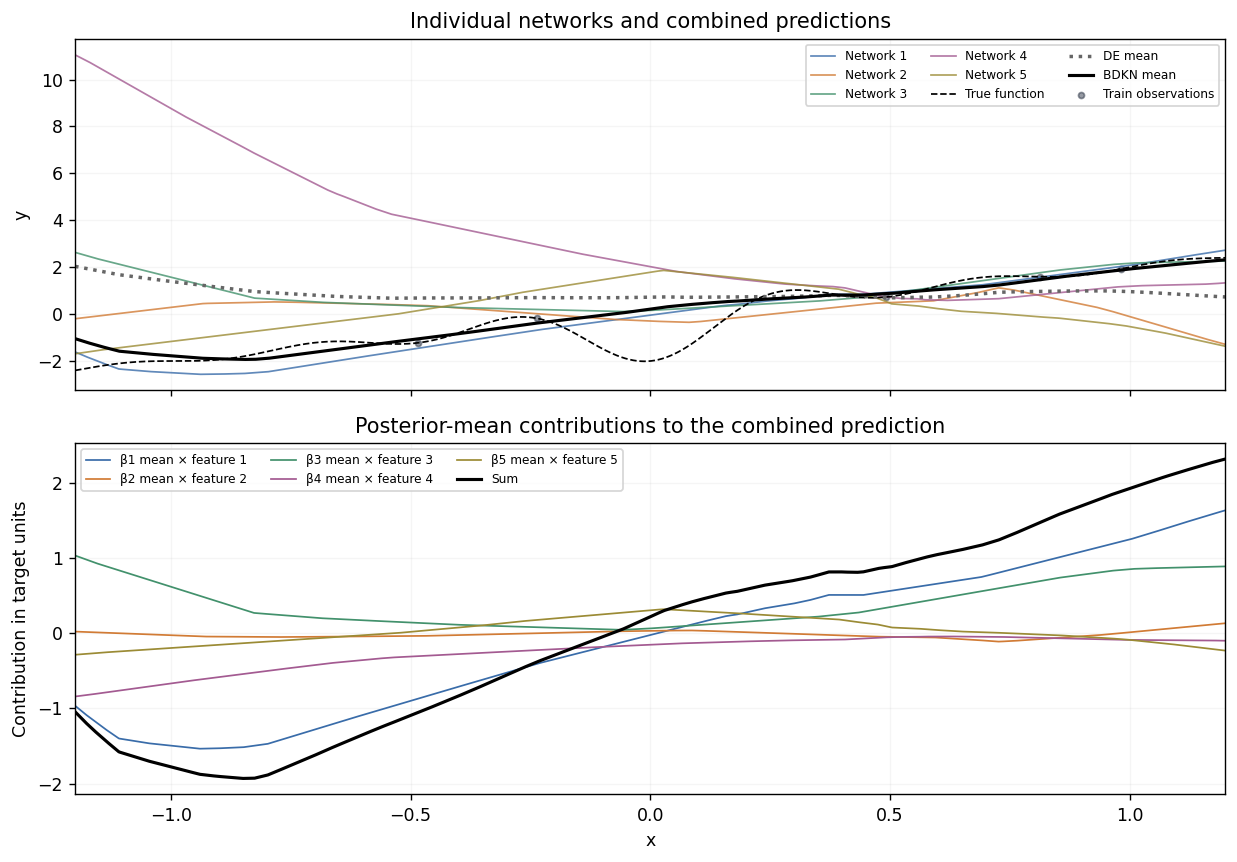 Individual networks and combined predictions
Network 1
Network 2
Network 3
Network 4
Network 5
True function
DE mean
BDKN mean
Train observations
y
10
8
6
4
2
0
−2
Posterior-mean contributions to the combined prediction
β1 mean × feature 1
β2 mean × feature 2
β3 mean × feature 3
β4 mean × feature 4
β5 mean × feature 5
Sum
Contribution in target units
2
1
0
−1
−2
−1.0
−0.5
0.0
0.5
1.0
x